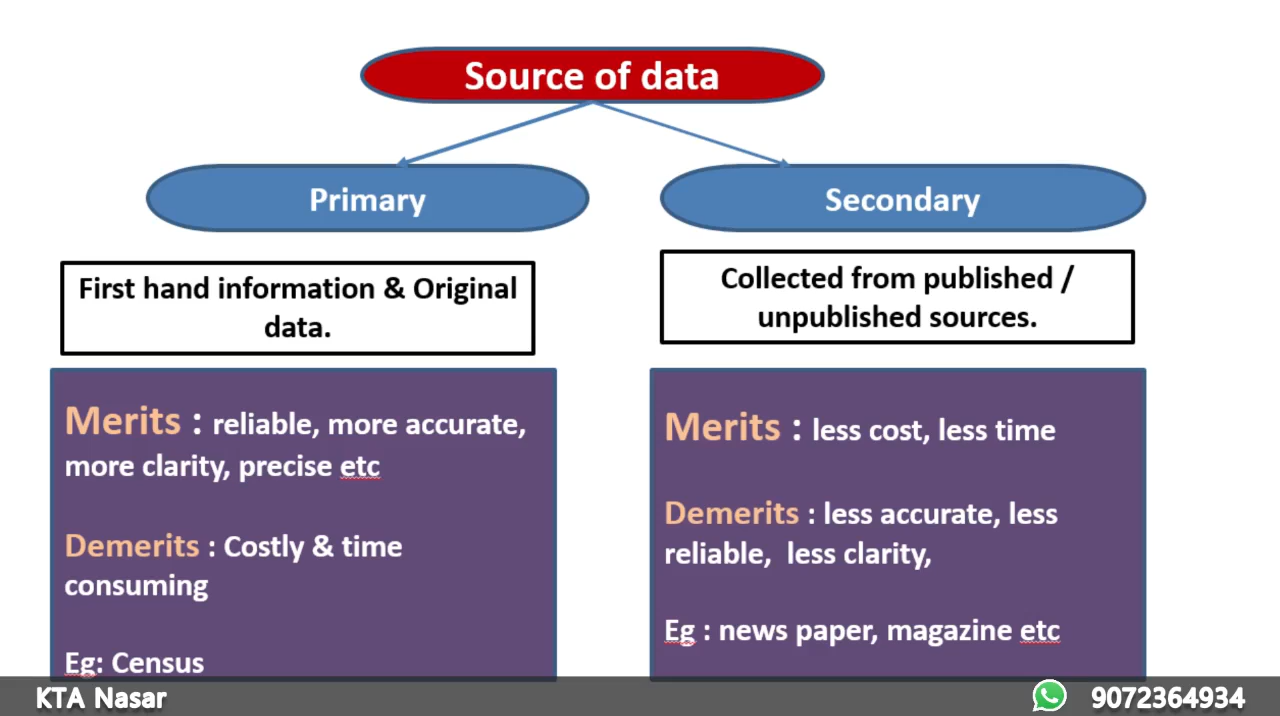 Source of data
Primary
Secondary
First hand information & Original
data.
Collected from published /
unpublished sources.
Merits : reliable, more accurate,
more clarity, precise etc
Demerits : Costly & time
consuming
Eg: Census
Merits : less cost, less time
Demerits : less accurate, less
reliable,  less clarity,
Eg : news paper, magazine etc
KTA Nasar
9072364934